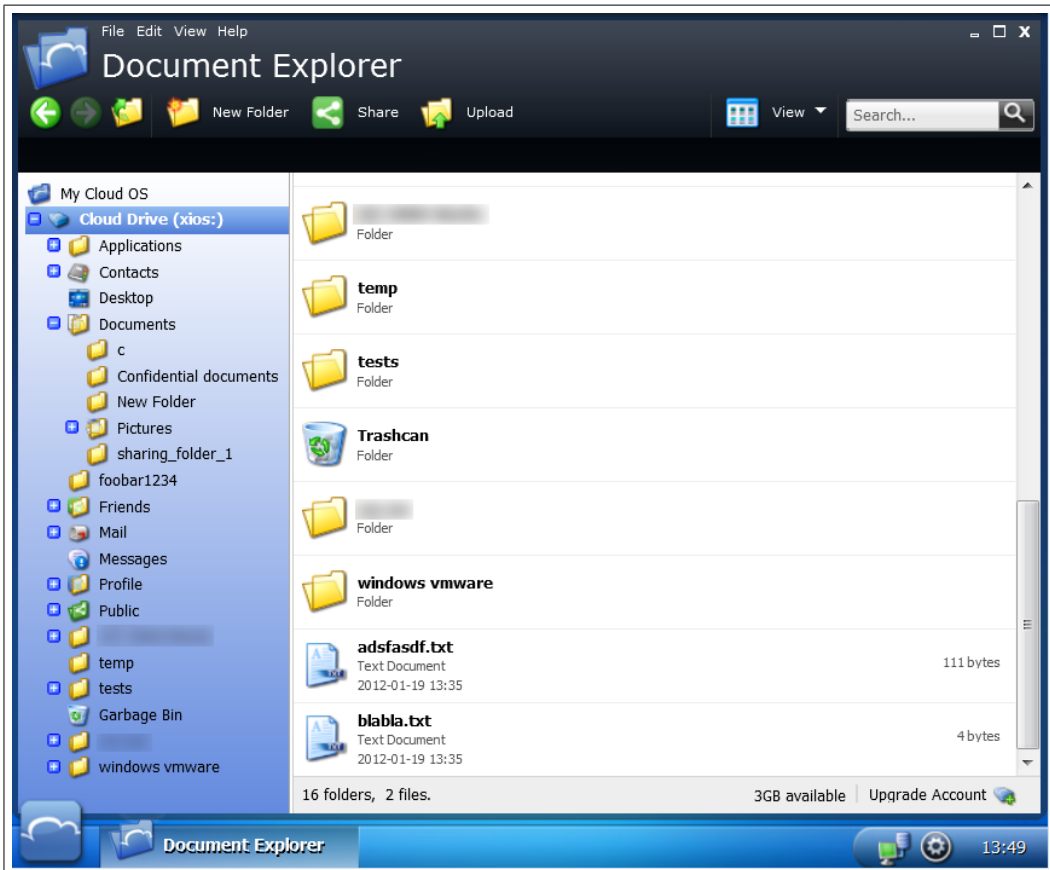 File Edit View Help
Document Explorer
New Folder Share Upload View Search...
My Cloud OS
Cloud Drive (xios:)
Applications
Contacts
Desktop
Documents
c
Confidential documents
New Folder
Pictures
sharing_folder_1
foobar1234
Friends
Mail
Messages
Profile
Public
temp
tests
Garbage Bin
windows vmware
Folder
temp
Folder
tests
Folder
Trashcan
Folder
Folder
windows vmware
Folder
adsfasdf.txt
Text Document 111 bytes
2012-01-19 13:35
blabla.txt
Text Document 4 bytes
2012-01-19 13:35
16 folders, 2 files. 3GB available Upgrade Account
Document Explorer 13:49